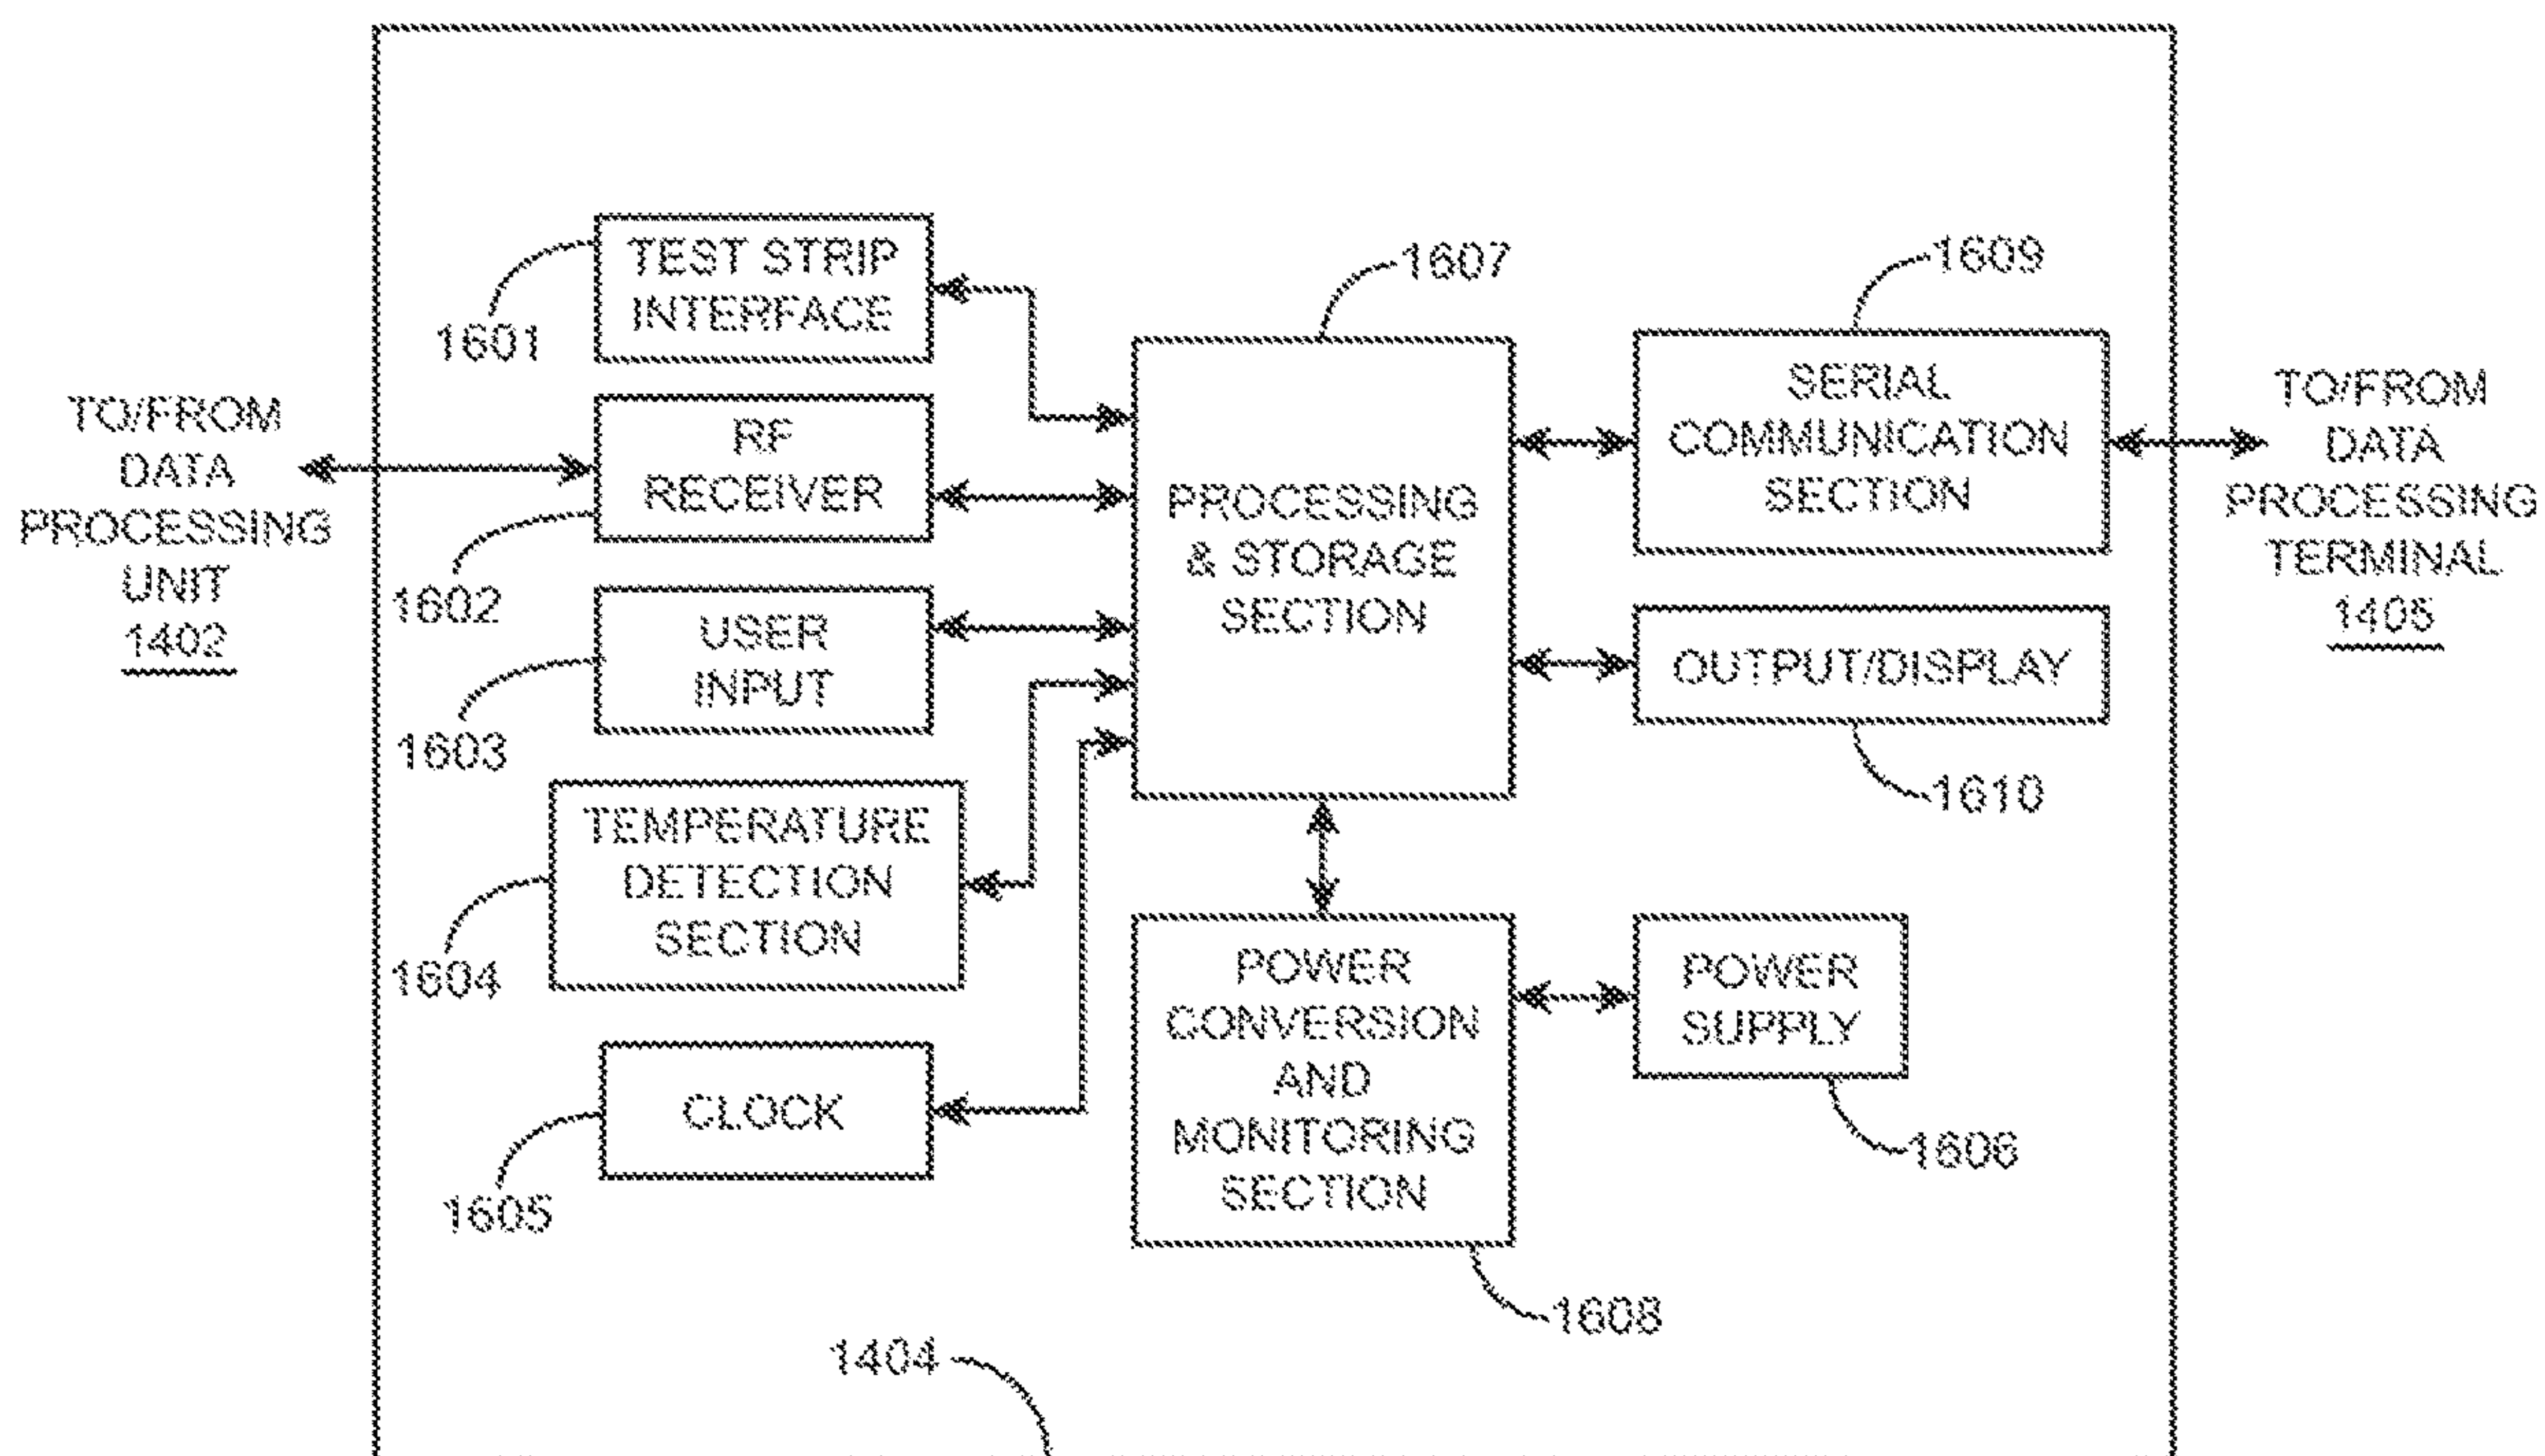 TEST STRIP
INTERFACE
1601
TO/FROM
DATA
PROCESSING
UNIT
1402
RF
RECEIVER
1602
USER
INPUT
1603
TEMPERATURE
DETECTION
SECTION
1604
CLOCK
1605
1607
PROCESSING
& STORAGE
SECTION
1609
SERIAL
COMMUNICATION
SECTION
TO/FROM
DATA
PROCESSING
TERMINAL
1405
OUTPUT/DISPLAY
1610
POWER
CONVERSION
AND
MONITORING
SECTION
1608
POWER
SUPPLY
1606
1404